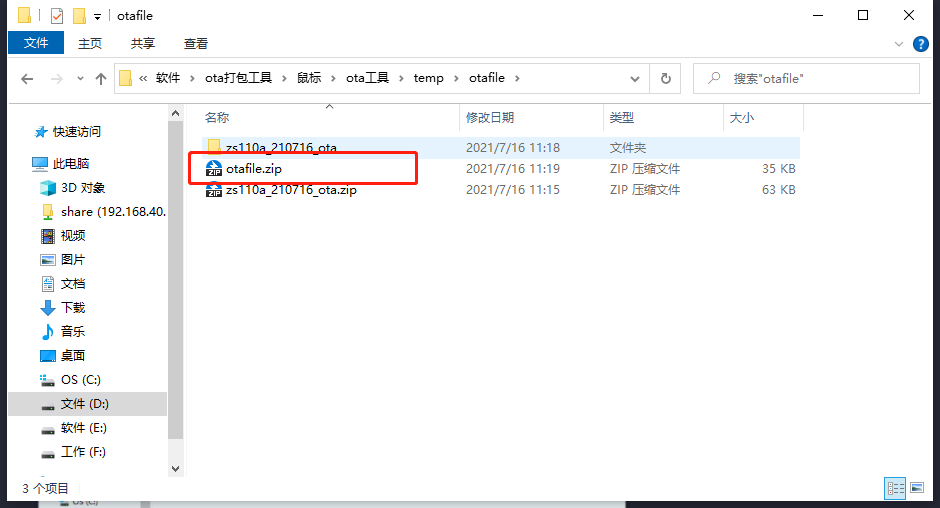 otafile
文件 主页 共享 查看
« 软件 › ota打包工具 › 鼠标 › ota工具 › temp › otafile ›
搜索"otafile"
名称 修改日期 类型 大小
zs110a_210716_ota 2021/7/16 11:18 文件夹
otafile.zip 2021/7/16 11:19 ZIP 压缩文件 35 KB
zs110a_210716_ota.zip 2021/7/16 11:15 ZIP 压缩文件 63 KB
快速访问
此电脑
3D 对象
share (192.168.40.
视频
图片
文档
下载
音乐
桌面
OS (C:)
文件 (D:)
软件 (E:)
工作 (F:)
3 个项目
OS (C:)